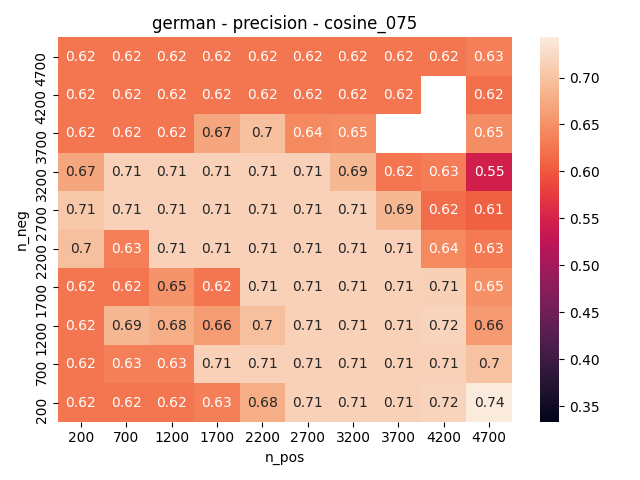 german - precision - cosine_075
4700 0.62 0.62 0.62 0.62 0.62 0.62 0.62 0.62 0.62 0.63
4200 0.62 0.62 0.62 0.62 0.62 0.62 0.62 0.62 0.62
3700 0.62 0.62 0.62 0.67 0.7 0.64 0.65 0.65
3200 0.67 0.71 0.71 0.71 0.71 0.71 0.69 0.62 0.63 0.55
2700 0.71 0.71 0.71 0.71 0.71 0.71 0.71 0.69 0.62 0.61
2200 0.7 0.63 0.71 0.71 0.71 0.71 0.71 0.71 0.64 0.63
1700 0.62 0.62 0.65 0.62 0.71 0.71 0.71 0.71 0.71 0.65
1200 0.62 0.69 0.68 0.66 0.7 0.71 0.71 0.71 0.72 0.66
700 0.62 0.63 0.63 0.71 0.71 0.71 0.71 0.71 0.71 0.7
200 0.62 0.62 0.62 0.63 0.68 0.71 0.71 0.71 0.72 0.74
200 700 1200 1700 2200 2700 3200 3700 4200 4700
n_pos
n_neg
0.70
0.65
0.60
0.55
0.50
0.45
0.40
0.35